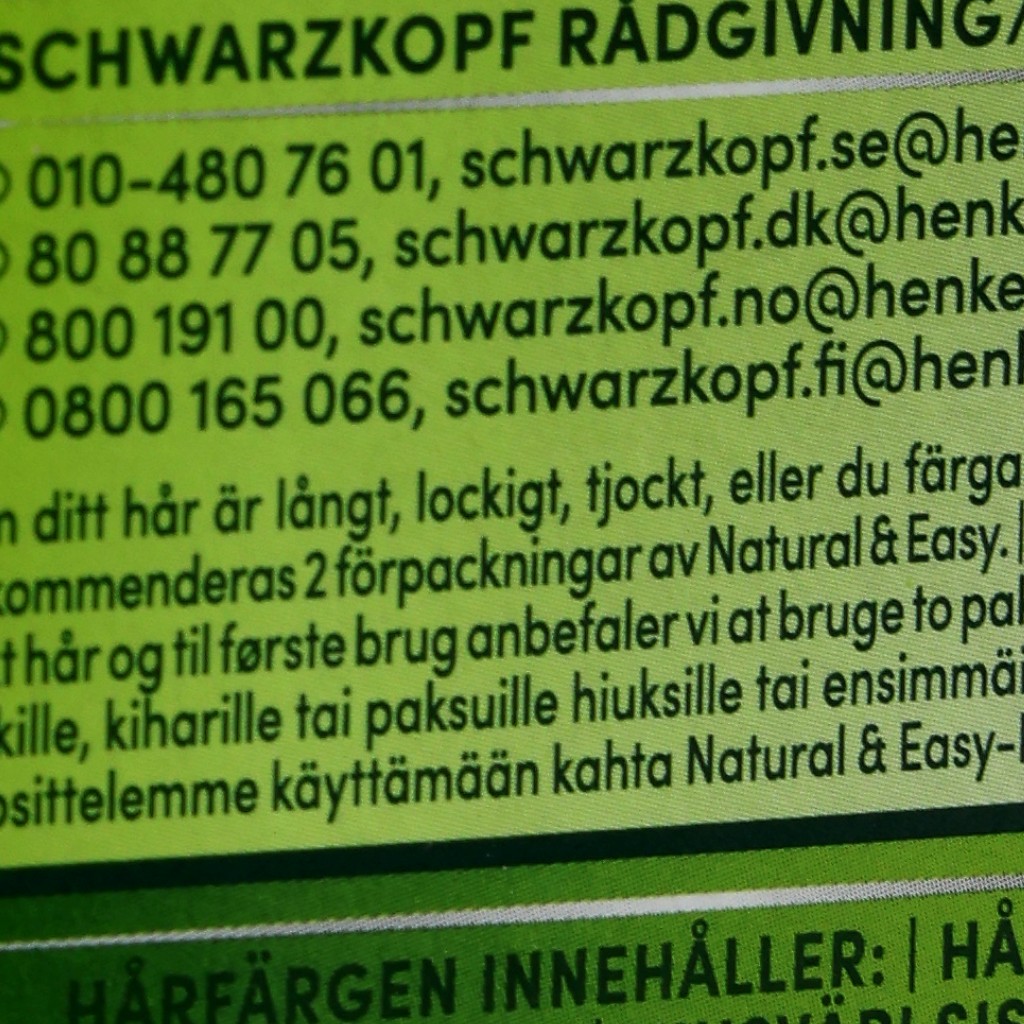 SCHWARZKOPF RÅDGIVNING/
010-480 76 01, schwarzkopf.se@he
80 88 77 05, schwarzkopf.dk@henk
800 191 00, schwarzkopf.no@henke
0800 165 066, schwarzkopf.fi@henk
ditt hår är långt, lockigt, tjockt, eller du färga
kommenderas 2 förpackningar av Natural & Easy. |
t hår og til første brug anbefaler vi at bruge to pak
kille, kiharille tai paksuille hiuksille tai ensimmäi
osittelemme käyttämään kahta Natural & Easy-
HÅRFÄRGEN INNEHÅLLER: | HÅ